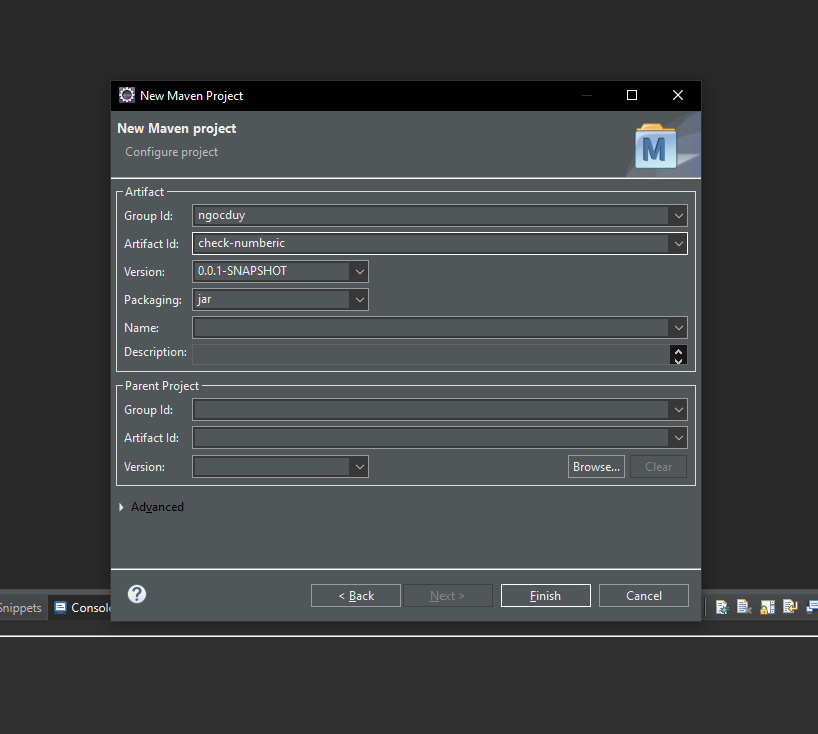 New Maven Project
New Maven project
Configure project
M
Artifact
Group Id: ngocduy
Artifact Id: check-numberic
Version: 0.0.1-SNAPSHOT
Packaging: jar
Name:
Description:
Parent Project
Group Id:
Artifact Id:
Version: Browse... Clear
Advanced
? < Back Next > Finish Cancel
Snippets Consol